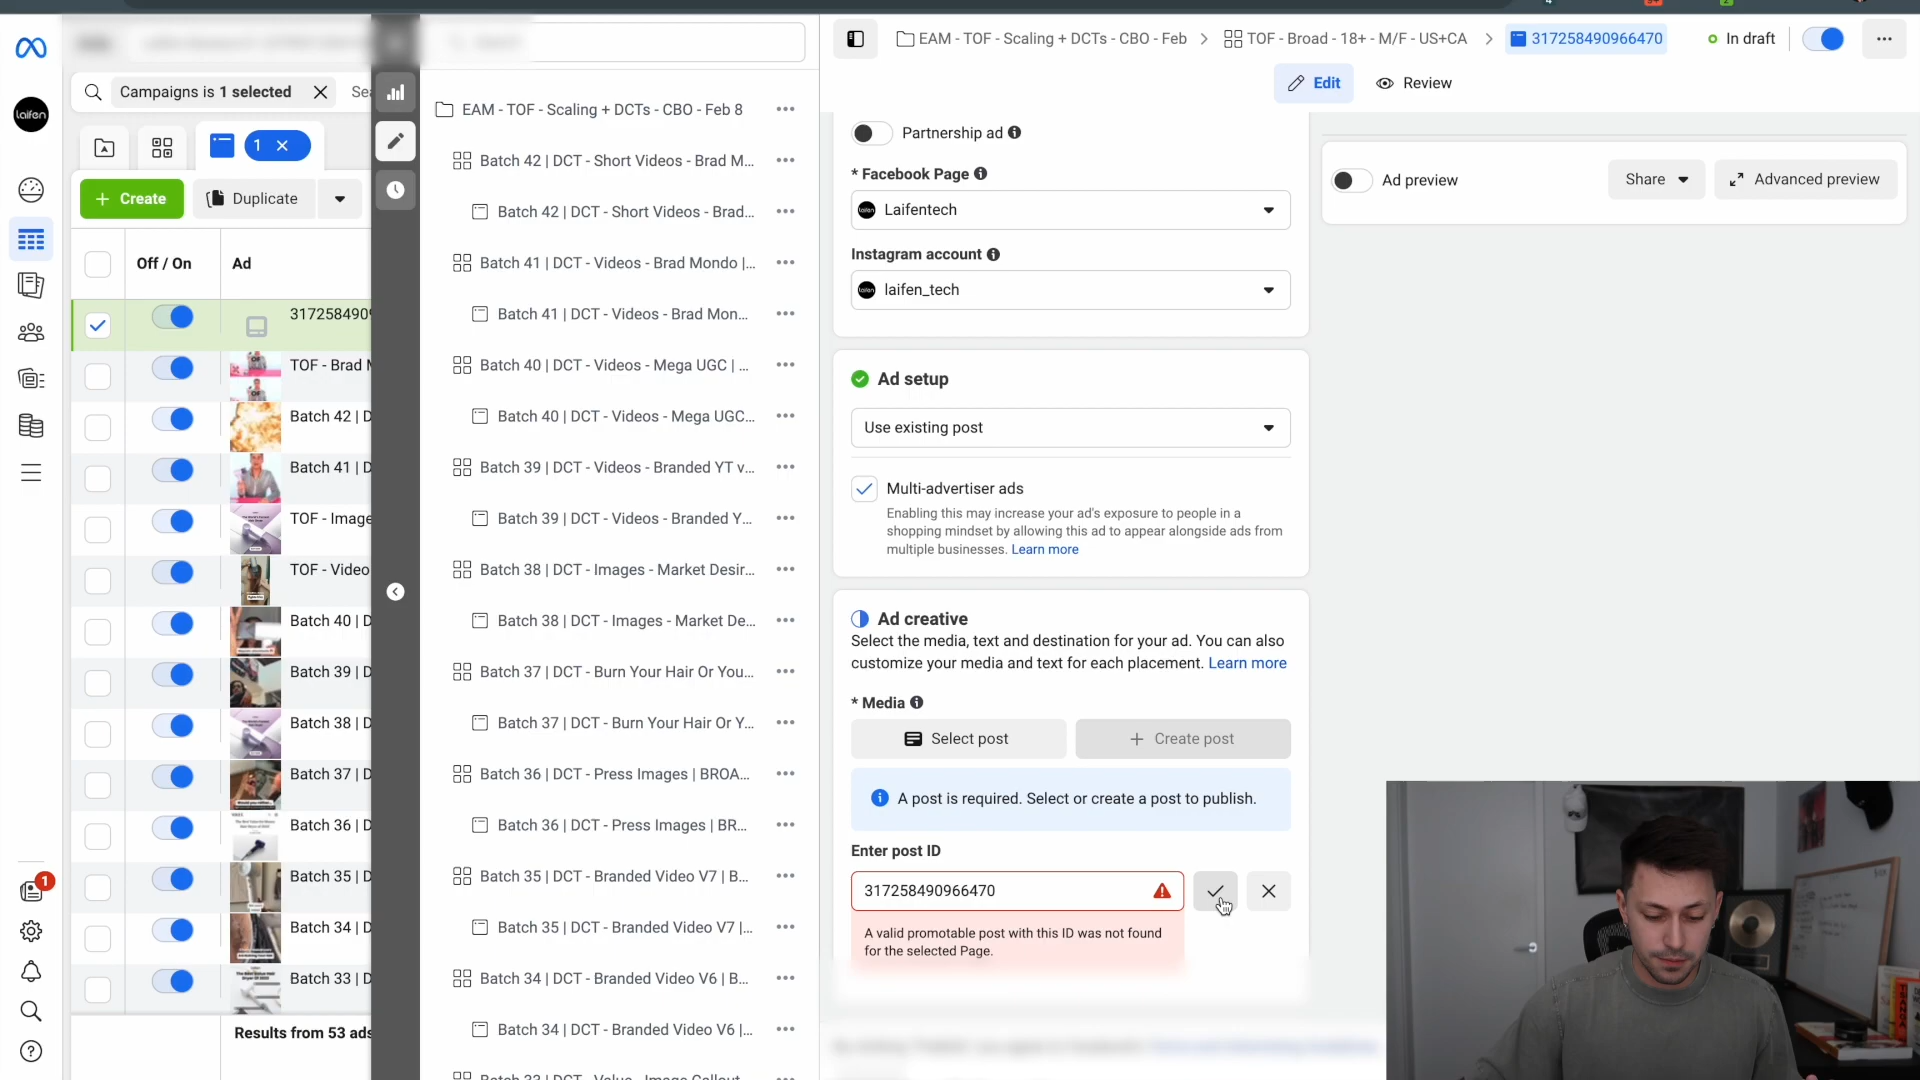 Campaigns is 1 selected
1
Create
Duplicate
Off / On
Ad
TOF - Brad
Batch 42 | D
Batch 41 | D
TOF - Image
TOF - Video
Batch 40 | D
Batch 39 | D
Batch 38 | D
Batch 37 | D
Batch 36 | D
Batch 35 | D
Batch 34 | D
Batch 33 | D
Results from 53 ads
1
laifen
EAM - TOF - Scaling + DCTs - CBO - Feb 8
Batch 42 | DCT - Short Videos - Brad M...
Batch 42 | DCT - Short Videos - Brad...
Batch 41 | DCT - Videos - Brad Mondo |...
Batch 41 | DCT - Videos - Brad Mon...
Batch 40 | DCT - Videos - Mega UGC | ...
Batch 40 | DCT - Videos - Mega UGC...
Batch 39 | DCT - Videos - Branded YT v...
Batch 39 | DCT - Videos - Branded Y...
Batch 38 | DCT - Images - Market Desir...
Batch 38 | DCT - Images - Market De...
Batch 37 | DCT - Burn Your Hair Or You...
Batch 37 | DCT - Burn Your Hair Or Y...
Batch 36 | DCT - Press Images | BROA...
Batch 36 | DCT - Press Images | BR...
Batch 35 | DCT - Branded Video V7 | B...
Batch 35 | DCT - Branded Video V7 |...
Batch 34 | DCT - Branded Video V6 | B...
Batch 34 | DCT - Branded Video V6 |...
EAM - TOF - Scaling + DCTs - CBO - Feb
TOF - Broad - 18+ - M/F - US+CA
317258490966470
In draft
Edit
Review
Partnership ad
* Facebook Page
Laifentech
Instagram account
laifen_tech
Ad setup
Use existing post
Multi-advertiser ads
Enabling this may increase your ad's exposure to people in a
shopping mindset by allowing this ad to appear alongside ads from
multiple businesses. Learn more
Ad creative
Select the media, text and destination for your ad. You can also
customize your media and text for each placement. Learn more
* Media
Select post
Create post
A post is required. Select or create a post to publish.
Enter post ID
317258490966470
A valid promotable post with this ID was not found
for the selected Page.
Ad preview
Share
Advanced preview